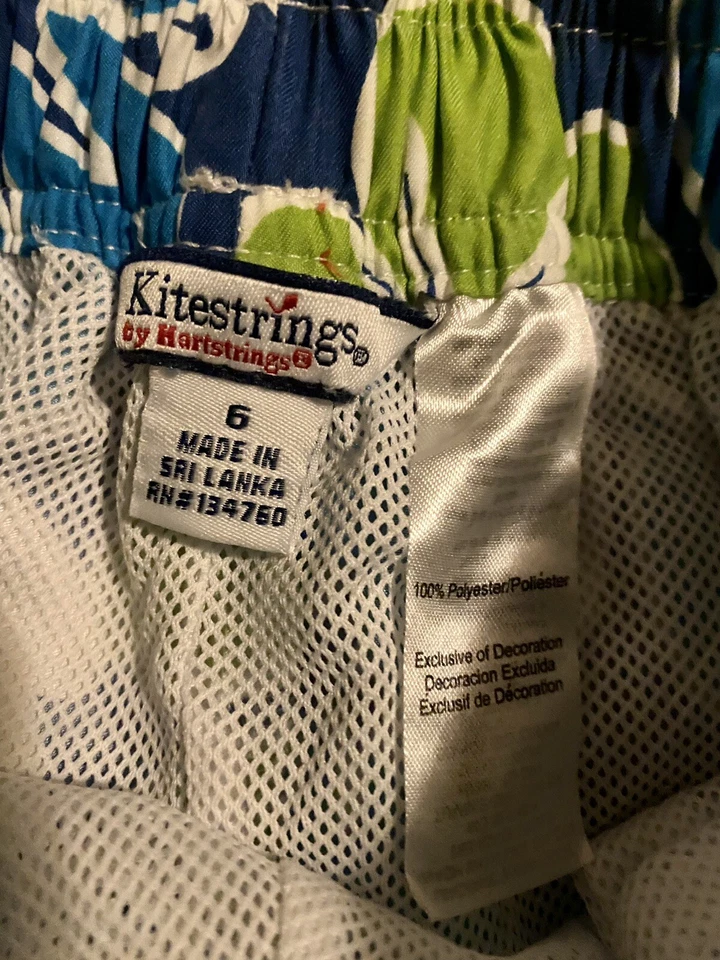 Kitestrings®
by Hartstrings®
6
MADE IN
SRI LANKA
RN#134760
100% Polyester/Poliéster
Exclusive of Decoration
Decoracion Excluida
Exclusif de Décoration